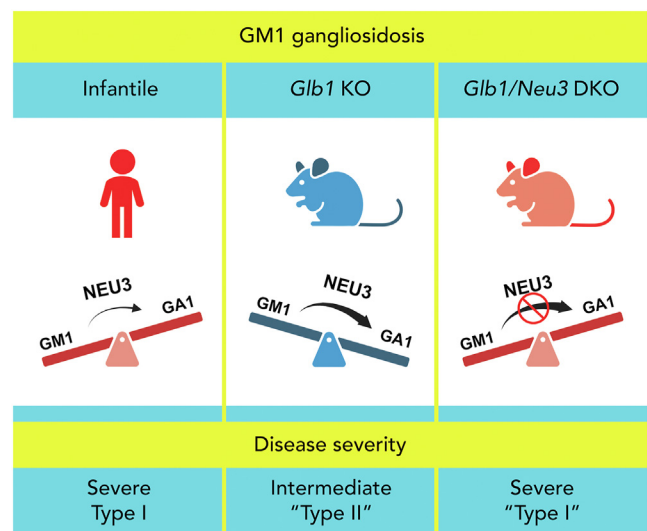 GM1 gangliosidosis
Infantile
Glb1 KO
Glb1/Neu3 DKO
NEU3
GM1
GA1
NEU3
GM1
GA1
NEU3
GM1
GA1
Disease severity
Severe
Type I
Intermediate
“Type II”
Severe
“Type I”